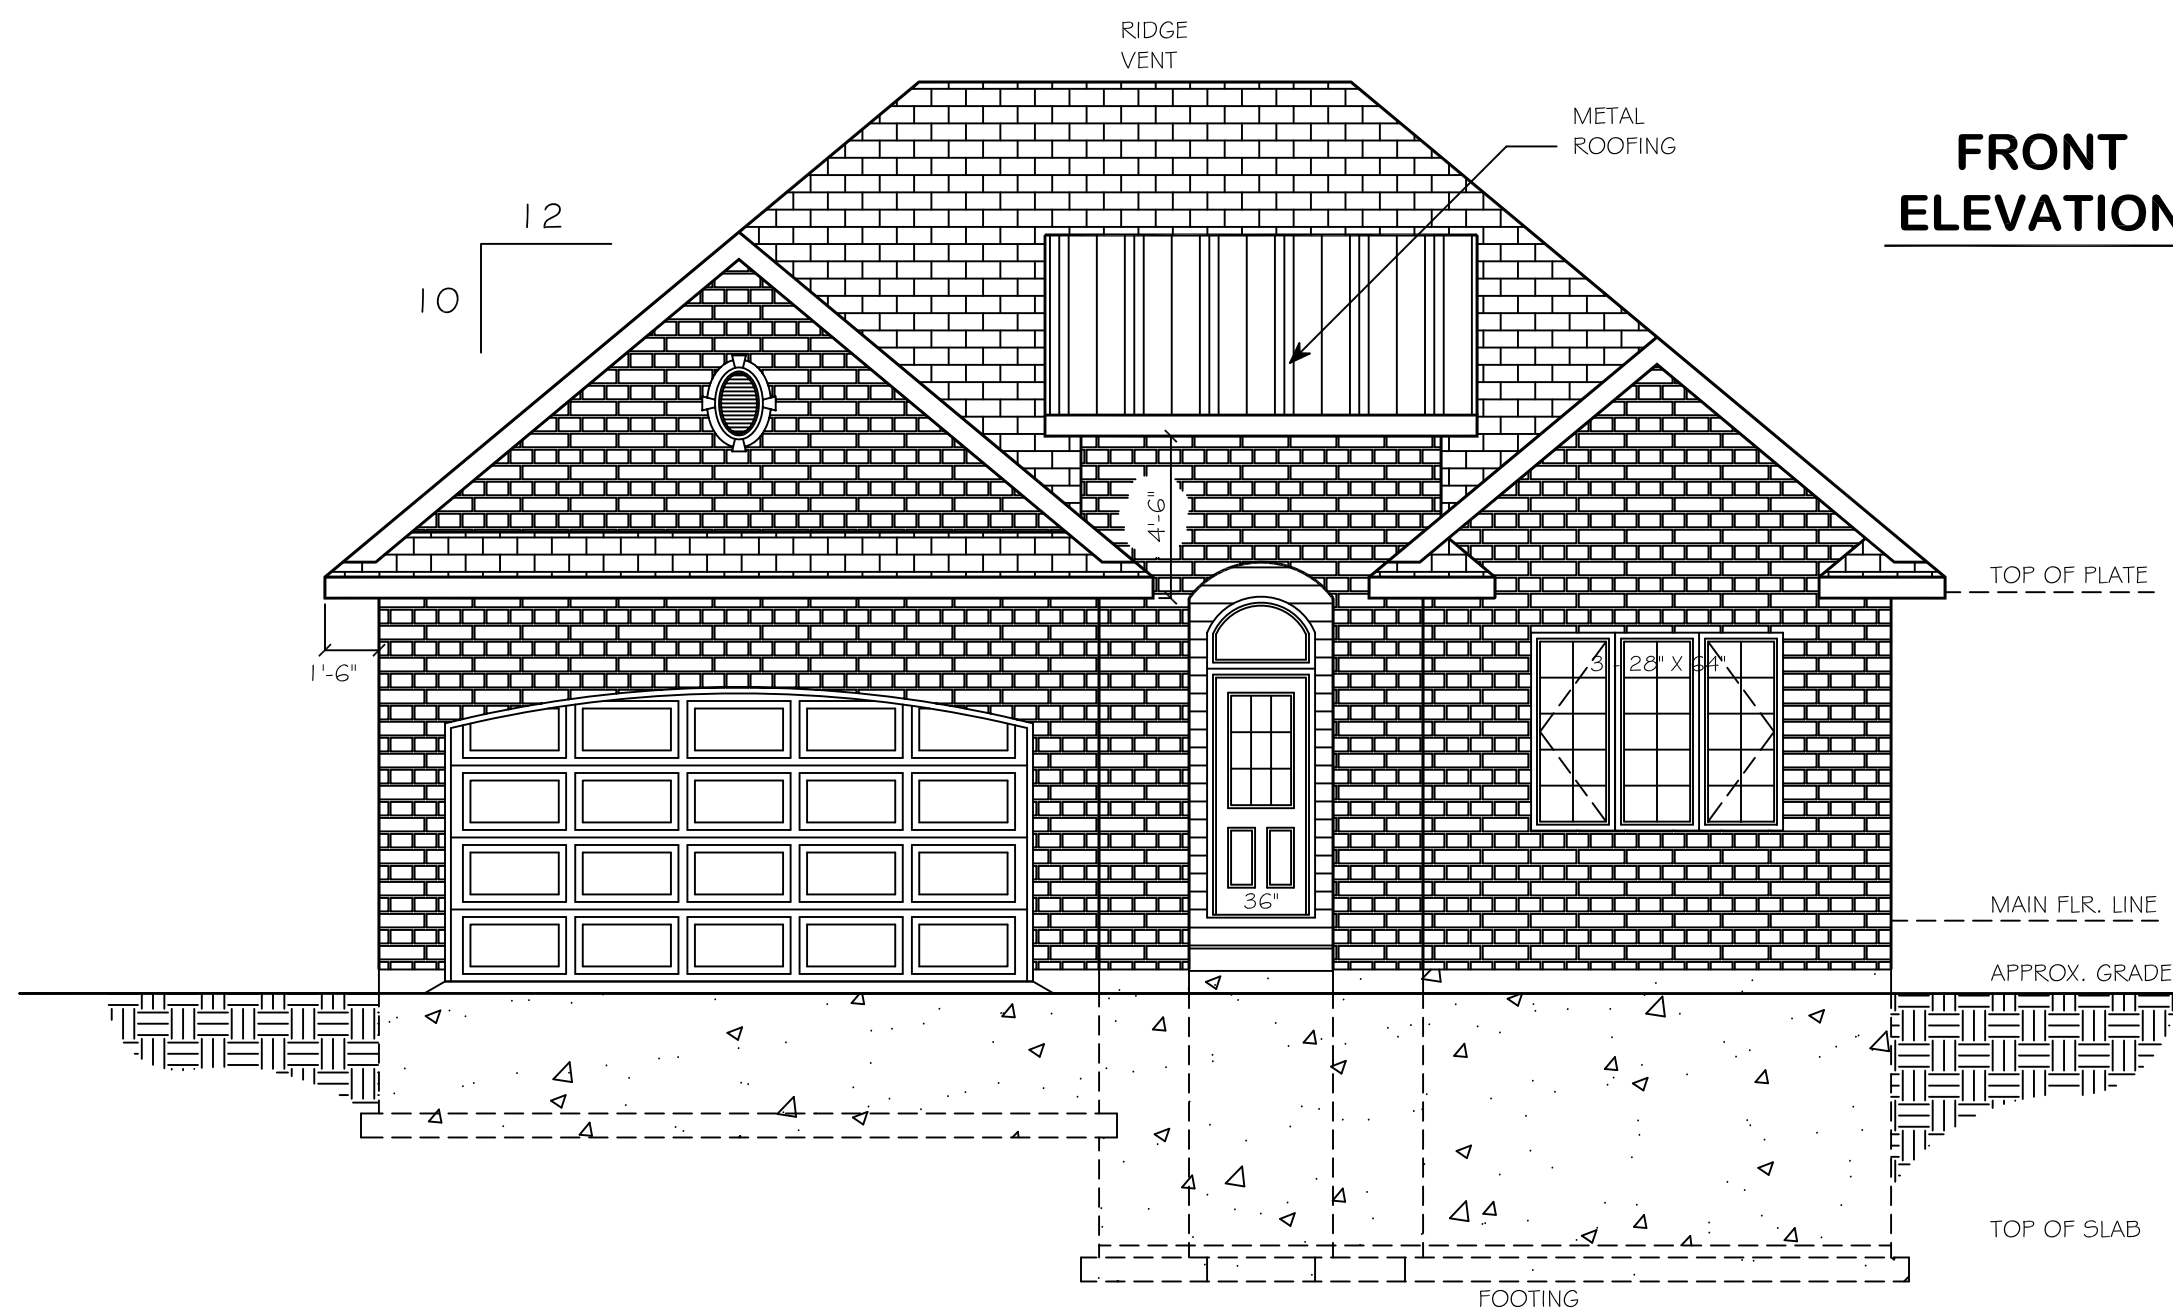 RIDGE
VENT
METAL
ROOFING
FRONT
ELEVATION
12
10
4'-6"
TOP OF PLATE
1'-6"
3 - 28" X 64"
36"
MAIN FLR. LINE
APPROX. GRADE
TOP OF SLAB
FOOTING